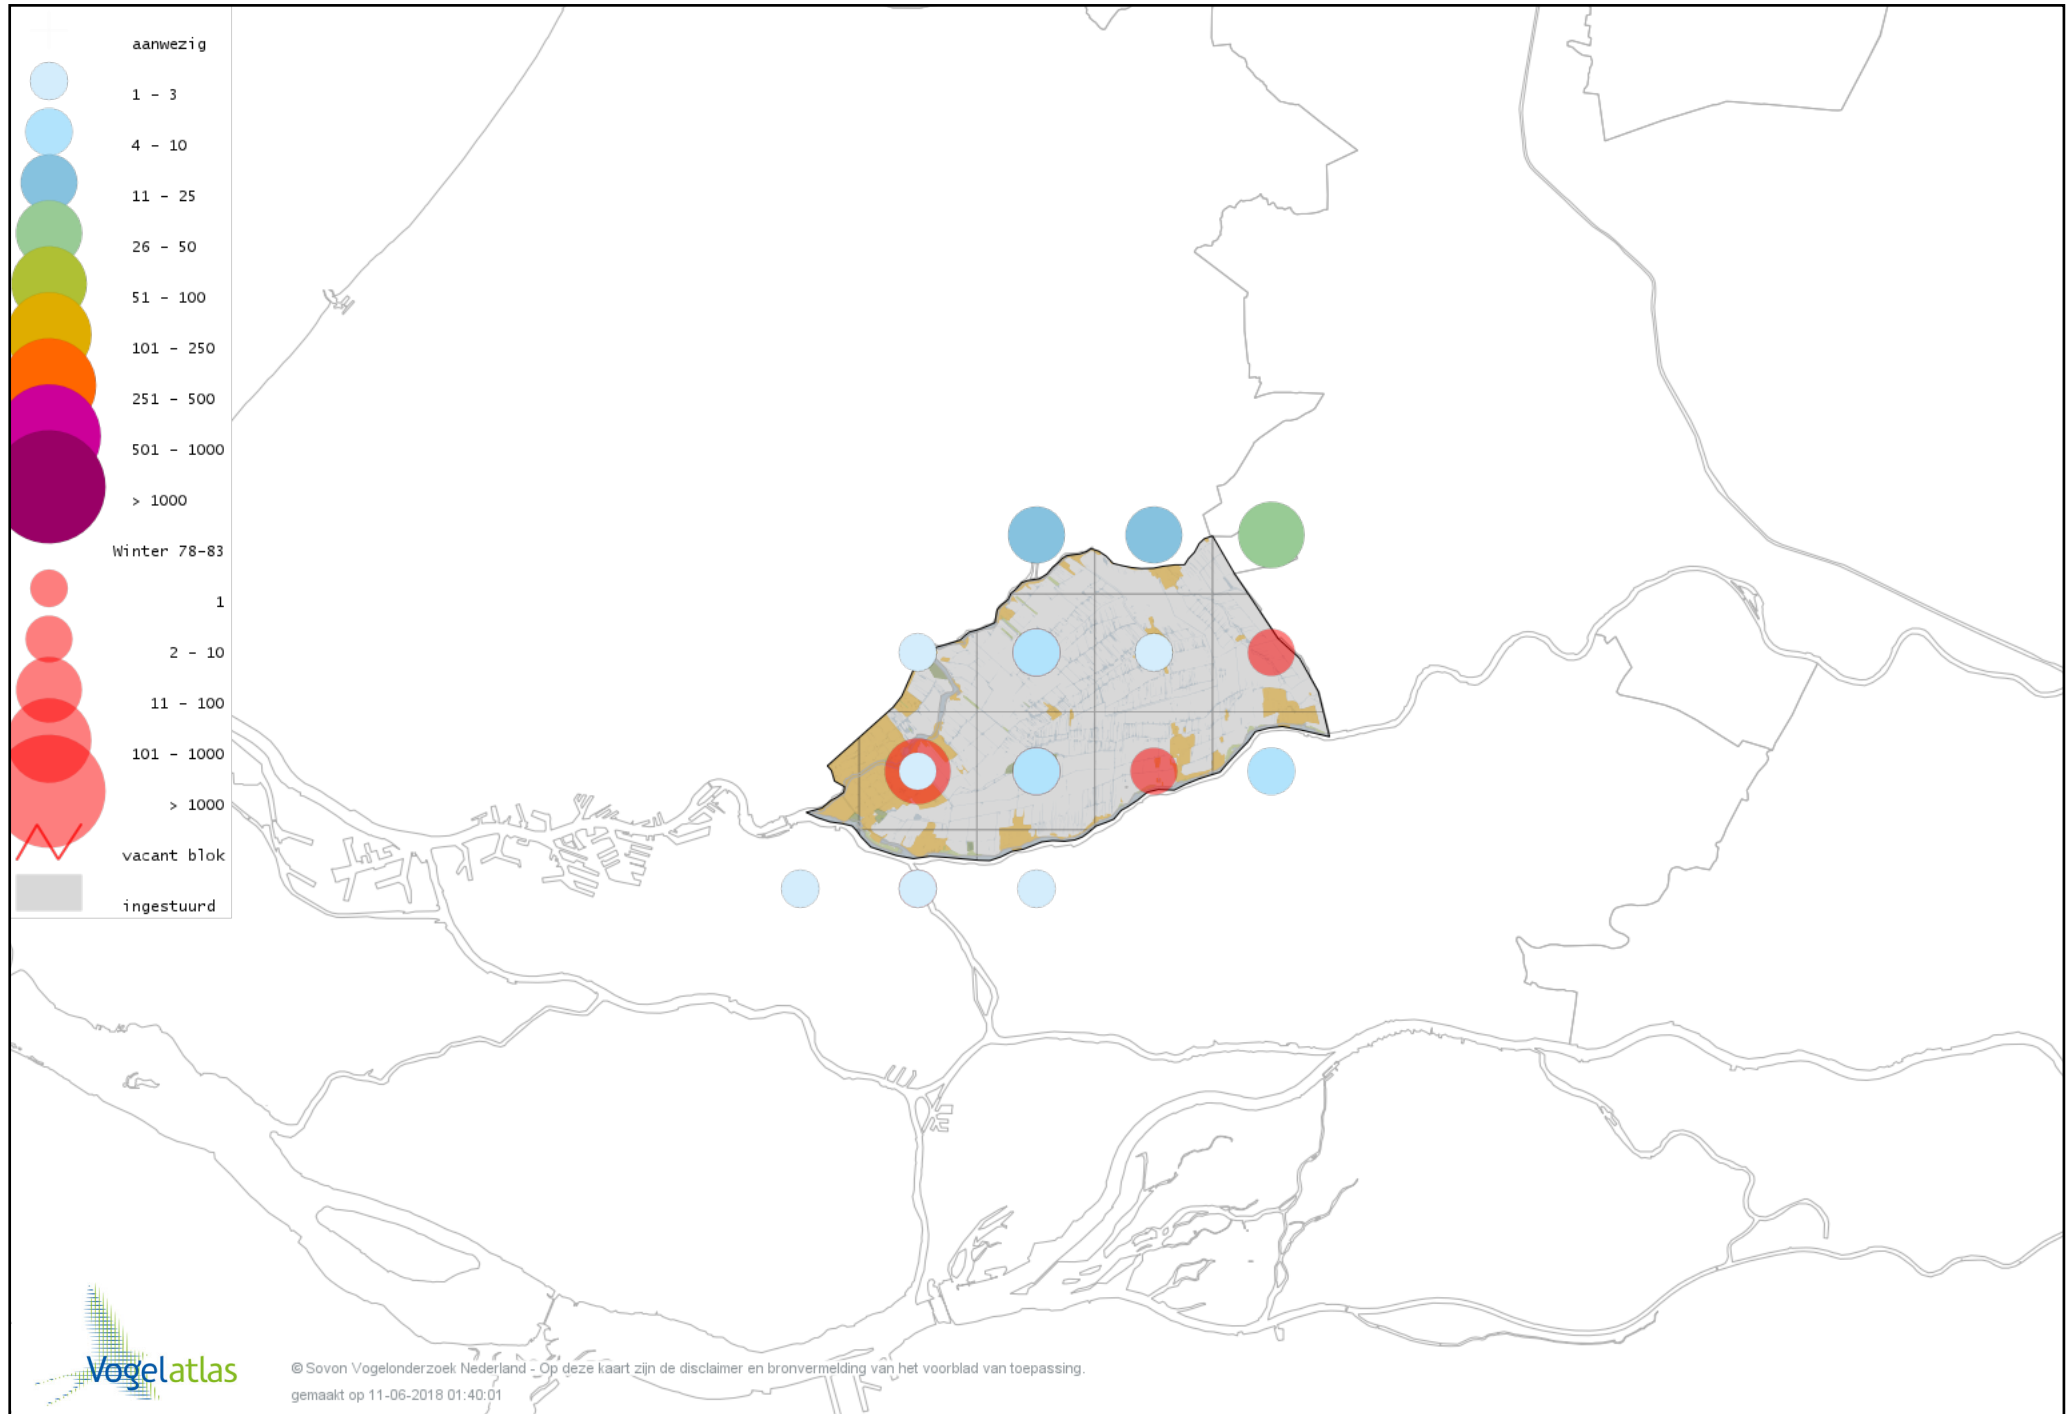 aanwezig
1 – 3
4 – 10
11 – 25
26 – 50
51 – 100
101 – 250
251 – 500
501 – 1000
> 1000
Winter 78-83
1
2 – 10
11 – 100
101 – 1000
> 1000
vacant blok
ingestuurd
Vogelatlas
© Sovon Vogelonderzoek Nederland - Op deze kaart zijn de disclaimer en bronvermelding van het voorblad van toepassing.
gemaakt op 11-06-2018 01:40:01